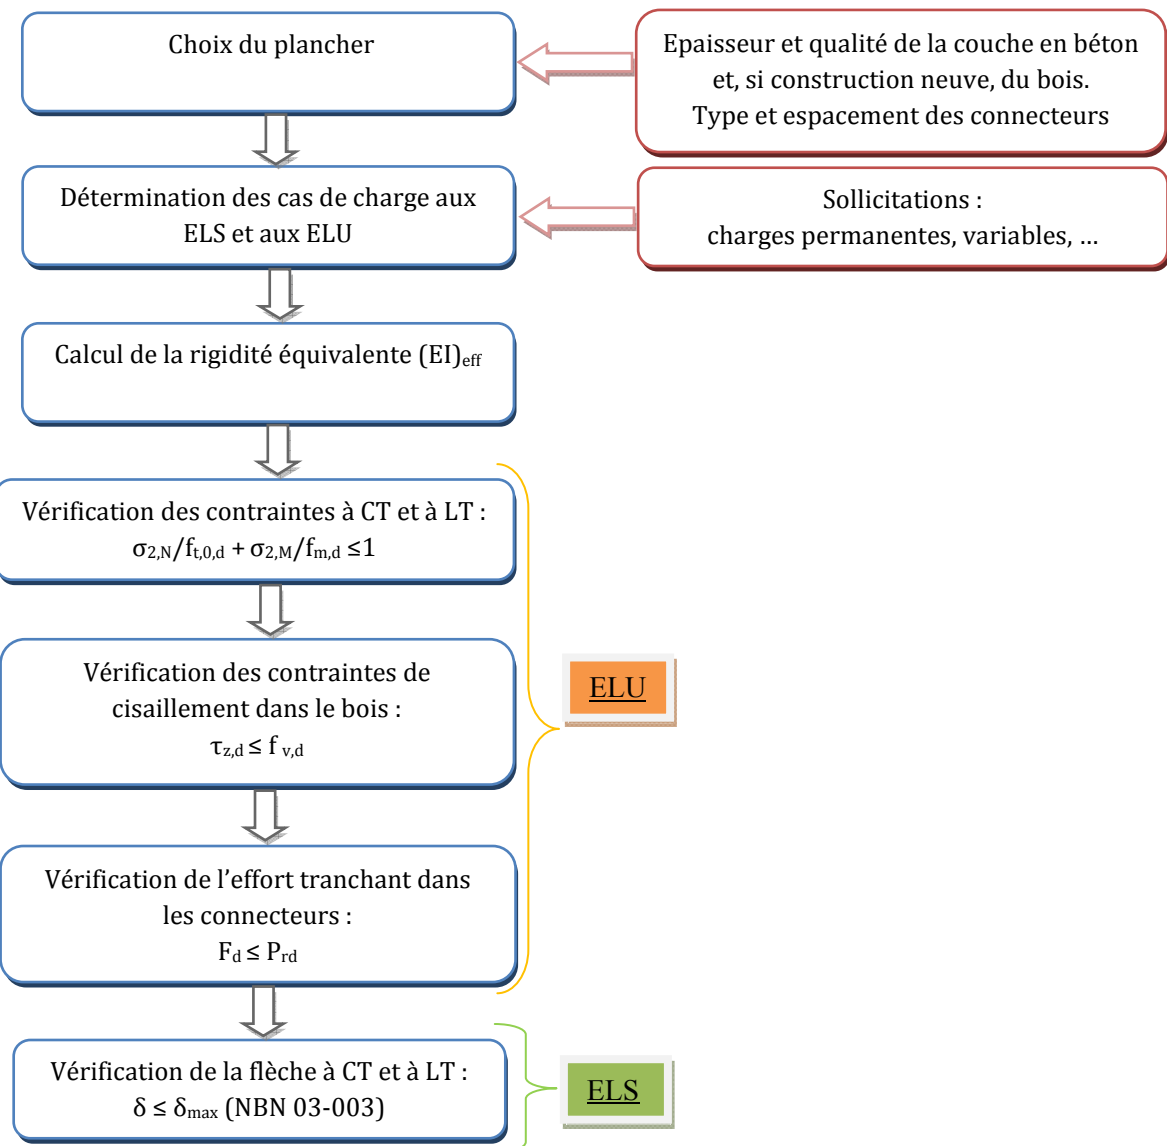 Choix du plancher
Epaisseur et qualité de la couche en béton
et, si construction neuve, du bois.
Type et espacement des connecteurs
Détermination des cas de charge aux
ELS et aux ELU
Sollicitations :
charges permanentes, variables, …
Calcul de la rigidité équivalente (EI)eff
Vérification des contraintes à CT et à LT :
σ2,N/ft,0,d + σ2,M/fm,d ≤1
Vérification des contraintes de
cisaillement dans le bois :
τz,d ≤ f v,d
ELU
Vérification de l’effort tranchant dans
les connecteurs :
Fd ≤ Prd
Vérification de la flèche à CT et à LT :
δ ≤ δmax (NBN 03-003)
ELS